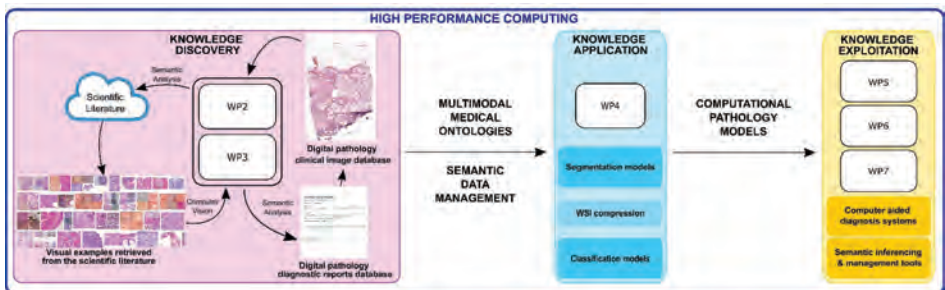 HIGH PERFORMANCE COMPUTING
KNOWLEDGE
DISCOVERY
Semantic
Analysis
Scientific
Literature
WP2
WP3
Digital pathology
clinical image database
Computer
Vision
Semantic
Analysis
Visual examples retrieved
from the scientific literature
Digital pathology
diagnostic reports database
MULTIMODAL
MEDICAL
ONTOLOGIES
SEMANTIC
DATA
MANAGEMENT
KNOWLEDGE
APPLICATION
WP4
Segmentation models
WSI compression
Classification models
COMPUTATIONAL
PATHOLOGY
MODELS
KNOWLEDGE
EXPLOITATION
WP5
WP6
WP7
Computer aided
diagnosis systems
Semantic inferencing
& management tools